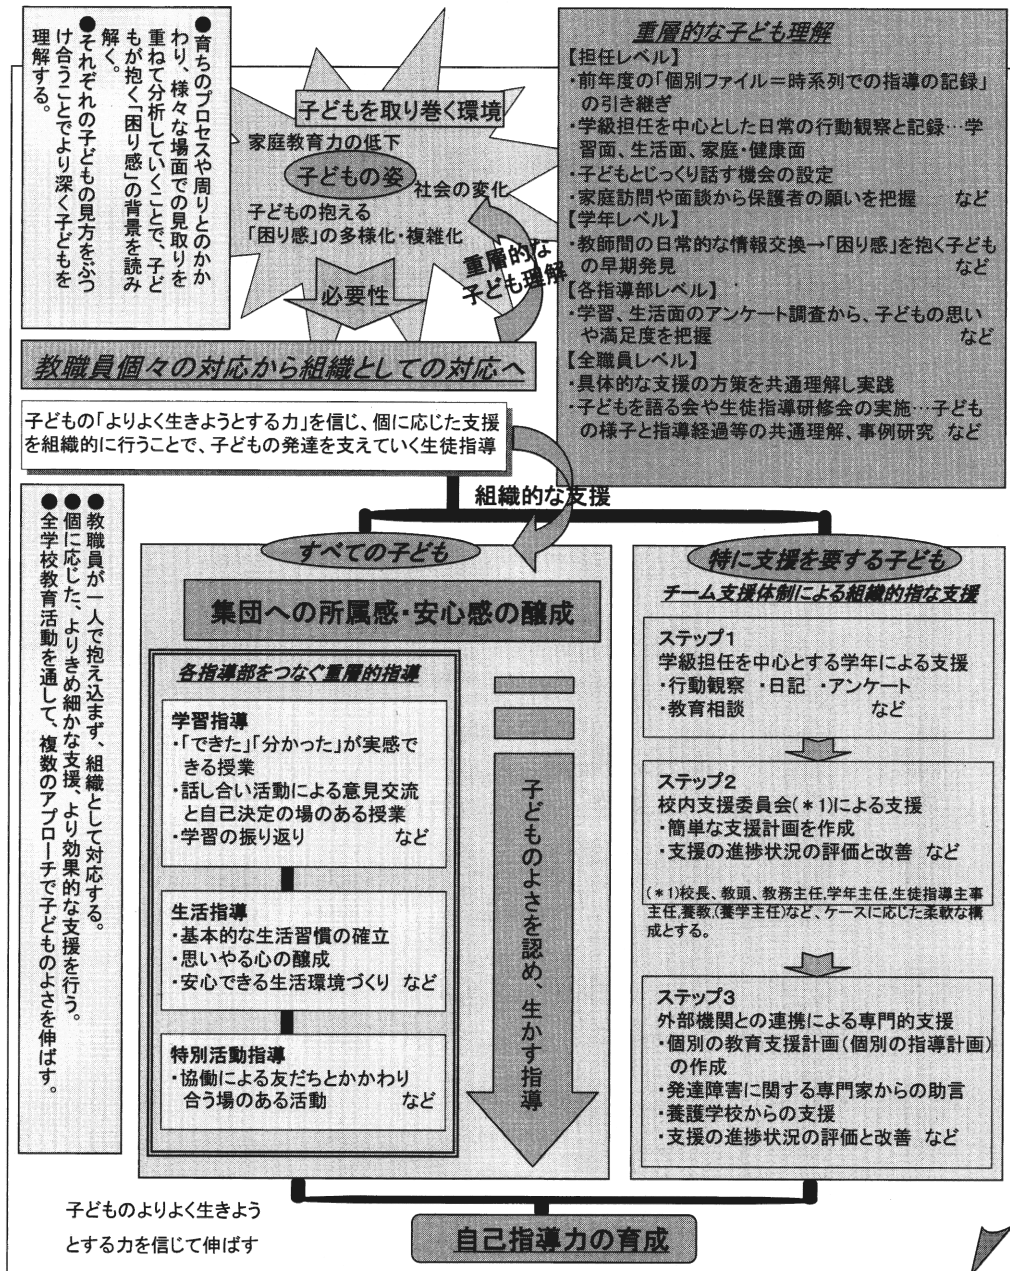 ●育ちのプロセスや周りとのかか
わり、様々な場面での見取りを
重ねて分析していくことで、子ど
もが抱く「困り感」の背景を読み
解く。
●それぞれの子どもの見方をぶつ
け合うことでより深く子どもを
理解する。
子どもを取り巻く環境
家庭教育力の低下
子どもの姿
社会の変化
子どもの抱える
「困り感」の多様化・複雑化
必要性
重層的な
子ども理解
重層的な子ども理解
【担任レベル】
・前年度の「個別ファイル=時系列での指導の記録」
の引き継ぎ
・学級担任を中心とした日常の行動観察と記録…学
習面、生活面、家庭・健康面
・子どもとじっくり話す機会の設定
・家庭訪問や面談から保護者の願いを把握 など
【学年レベル】
・教師間の日常的な情報交換→「困り感」を抱く子ども
の早期発見 など
【各指導部レベル】
・学習、生活面のアンケート調査から、子どもの思い
や満足度を把握 など
【全職員レベル】
・具体的な支援の方策を共通理解し実践
・子どもを語る会や生徒指導研修会の実施…子ども
の様子と指導経過等の共通理解、事例研究 など
教職員個々の対応から組織としての対応へ
子どもの「よりよく生きようとする力」を信じ、個に応じた支援
を組織的に行うことで、子どもの発達を支えていく生徒指導
組織的な支援
●教職員が一人で抱え込まず、組織として対応する。
●個に応じた、よりきめ細かな支援、より効果的な支援を行う。
●全学校教育活動を通して、複数のアプローチで子どものよさを伸ばす。
すべての子ども
集団への所属感・安心感の醸成
各指導部をつなぐ重層的指導
学習指導
・「できた」「分かった」が実感で
きる授業
・話し合い活動による意見交流
と自己決定の場のある授業
・学習の振り返り など
生活指導
・基本的な生活習慣の確立
・思いやる心の醸成
・安心できる生活環境づくり など
特別活動指導
・協働による友だちとかかわり
合う場のある活動 など
子どものよさを認め、生かす指導
特に支援を要する子ども
チーム支援体制による組織的指な支援
ステップ1
学級担任を中心とする学年による支援
・行動観察 ・日記 ・アンケート
・教育相談 など
ステップ2
校内支援委員会(*1)による支援
・簡単な支援計画を作成
・支援の進捗状況の評価と改善 など
(*1)校長、教頭、教務主任,学年主任,生徒指導主事
主任,養教,(養学主任)など、ケースに応じた柔軟な構
成とする。
ステップ3
外部機関との連携による専門的支援
・個別の教育支援計画(個別の指導計画)
の作成
・発達障害に関する専門家からの助言
・養護学校からの支援
・支援の進捗状況の評価と改善 など
子どものよりよく生きよう
とする力を信じて伸ばす
自己指導力の育成